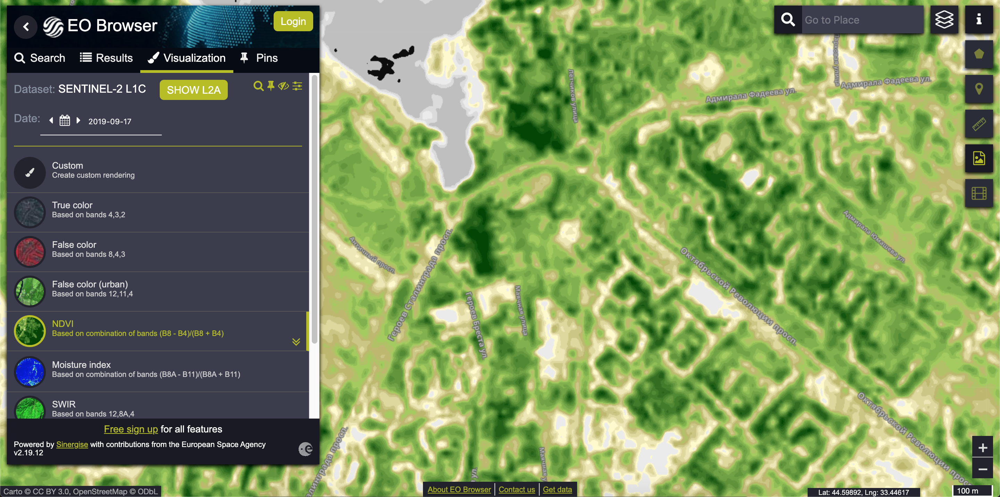 EO Browser
Login
Go to Place
Search
Results
Visualization
Pins
Dataset: SENTINEL-2 L1C
SHOW L2A
Date:
2019-09-17
Custom
Create custom rendering
True color
Based on bands 4,3,2
False color
Based on bands 8,4,3
False color (urban)
Based on bands 12,11,4
NDVI
Based on combination of bands (B8 - B4)/(B8 + B4)
Moisture index
Based on combination of bands (B8A - B11)/(B8A + B11)
SWIR
Based on bands 12,8A,4
Free sign up for all features
Powered by Sinergise with contributions from the European Space Agency
v2.19.12
Парковая улица
Адмирала Фадеева ул.
Адмирала Фадеева ул.
Летчиков улица
Адмирала Юмашева ул.
Античный просп.
Героев Сталинграда просп.
Октябрьской Революции просп.
Героев Бреста ул.
Маячная улица
Октябрьской Революции просп
алинграда просп.
Маячная у
ул.
Carto © CC BY 3.0, OpenStreetMap © ODbL
About EO Browser
Contact us
Get data
Lat: 44.59892, Lng: 33.44617
100 m